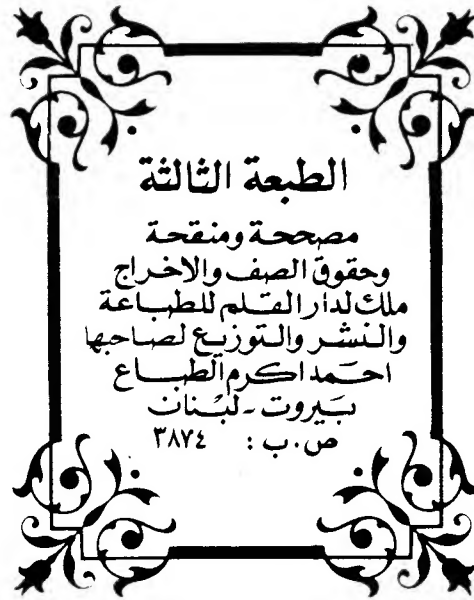 الطبعة الثالثة
مصححة ومنقحة
وحقوق الصف والاخراج
ملك لدار القلم للطباعة
والنشر والتوزيع لصاحبها
احمد اكرم الطباع
بيروت - لبنان
ص.ب : ٣٨٧٤